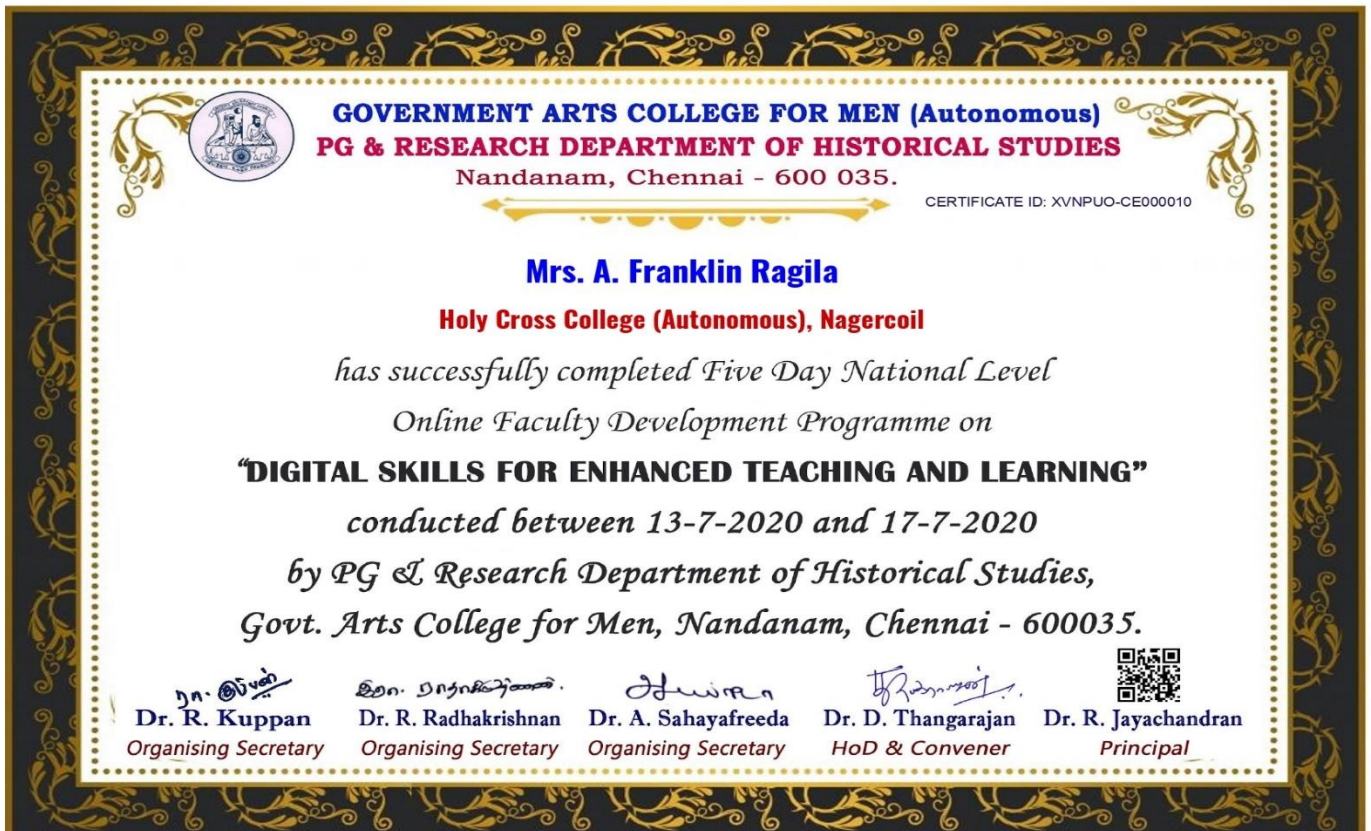 GOVERNMENT ARTS COLLEGE FOR MEN (Autonomous)
PG & RESEARCH DEPARTMENT OF HISTORICAL STUDIES
Nandanam, Chennai - 600 035.
CERTIFICATE ID: XVNPUO-CE000010
Mrs. A. Franklin Ragila
Holy Cross College (Autonomous), Nagercoil
has successfully completed Five Day National Level
Online Faculty Development Programme on
“DIGITAL SKILLS FOR ENHANCED TEACHING AND LEARNING”
conducted between 13-7-2020 and 17-7-2020
by PG & Research Department of Historical Studies,
Govt. Arts College for Men, Nandanam, Chennai - 600035.
ரா. குப்பன்
Dr. R. Kuppan Dr. R. Radhakrishnan Dr. A. Sahayafreeda Dr. D. Thangarajan Dr. R. Jayachandran
Organising Secretary Organising Secretary Organising Secretary HoD & Convener Principal